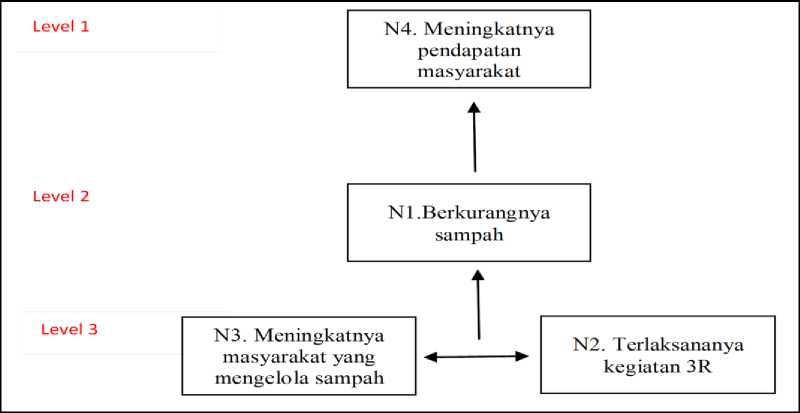 Level 1
N4. Meningkatnya
pendapatan
masyarakat
Level 2
N1.Berkurangnya
sampah
Level 3
N3. Meningkatnya
masyarakat yang
mengelola sampah
N2. Terlaksananya
kegiatan 3R